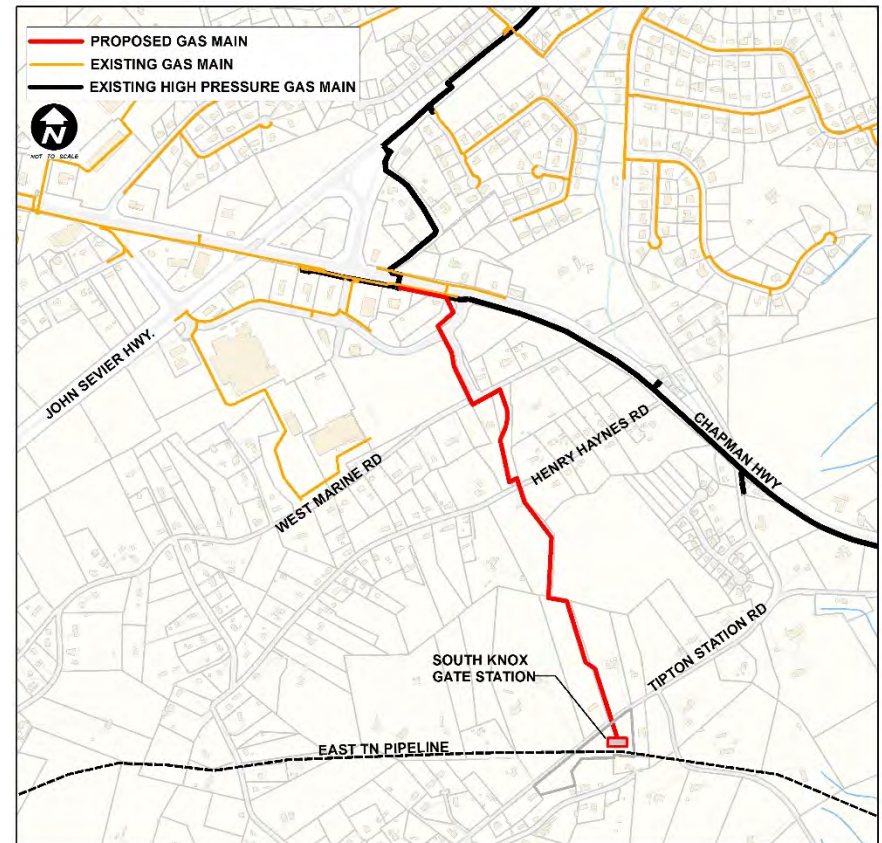 PROPOSED GAS MAIN
EXISTING GAS MAIN
EXISTING HIGH PRESSURE GAS MAIN
N
NOT TO SCALE
JOHN SEVIER HWY.
WEST MARINE RD
HENRY HAYNES RD
CHAPMAN HWY
SOUTH KNOX
GATE STATION
TIPTON STATION RD
EAST TN PIPELINE